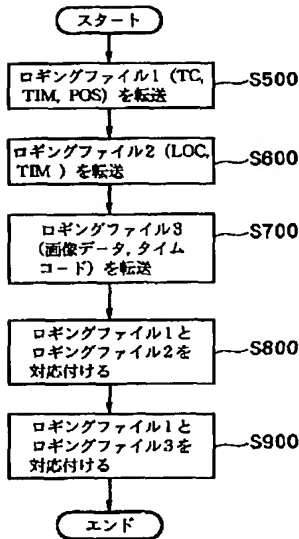 スタート
ロギングファイル1 (TC,
TIM, POS) を転送
S500
ロギングファイル2 (LOC,
TIM ) を転送
S600
ロギングファイル3
(画像データ, タイム
コード) を転送
S700
ロギングファイル1と
ロギングファイル2を
対応付ける
S800
ロギングファイル1と
ロギングファイル3を
対応付ける
S900
エンド